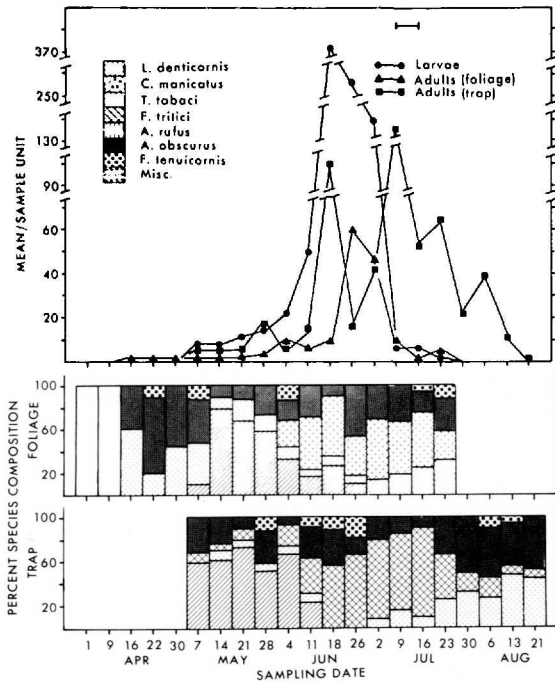 370
250
130
90
60
40
20
MEAN/SAMPLE UNIT
L. denticornis
C. manicatus
T. tabaci
F. tritici
A. rufus
A. obscurus
F. tenuicornis
Misc.
Larvae
Adults (foliage)
Adults (trap)
100
60
20
100
60
20
PERCENT SPECIES COMPOSITION
FOLIAGE
TRAP
1 9 16 22 30 7 14 21 28 4 11 18 26 2 9 16 23 30 6 13 21
APR MAY JUN JUL AUG
SAMPLING DATE